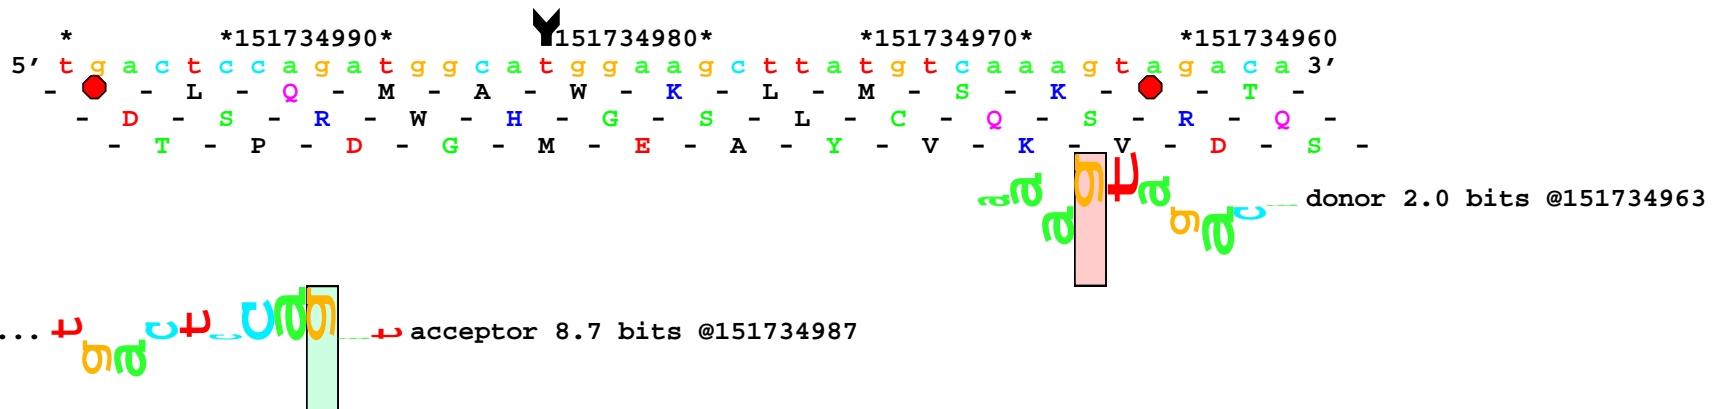 * *151734990* *151734980* *151734970* *151734960
5′ t g a c t c c a g a t g g c a t g g a a g c t t a t g t c a a a g t a g a c a 3′
- - L - Q - M - A - W - K - L - M - S - K - - T -
- D - S - R - W - H - G - S - L - C - Q - S - R - Q -
- T - P - D - G - M - E - A - Y - V - K - V - D - S -
a a a g t a g a c donor 2.0 bits @151734963
... t g a c t c c a g t acceptor 8.7 bits @151734987